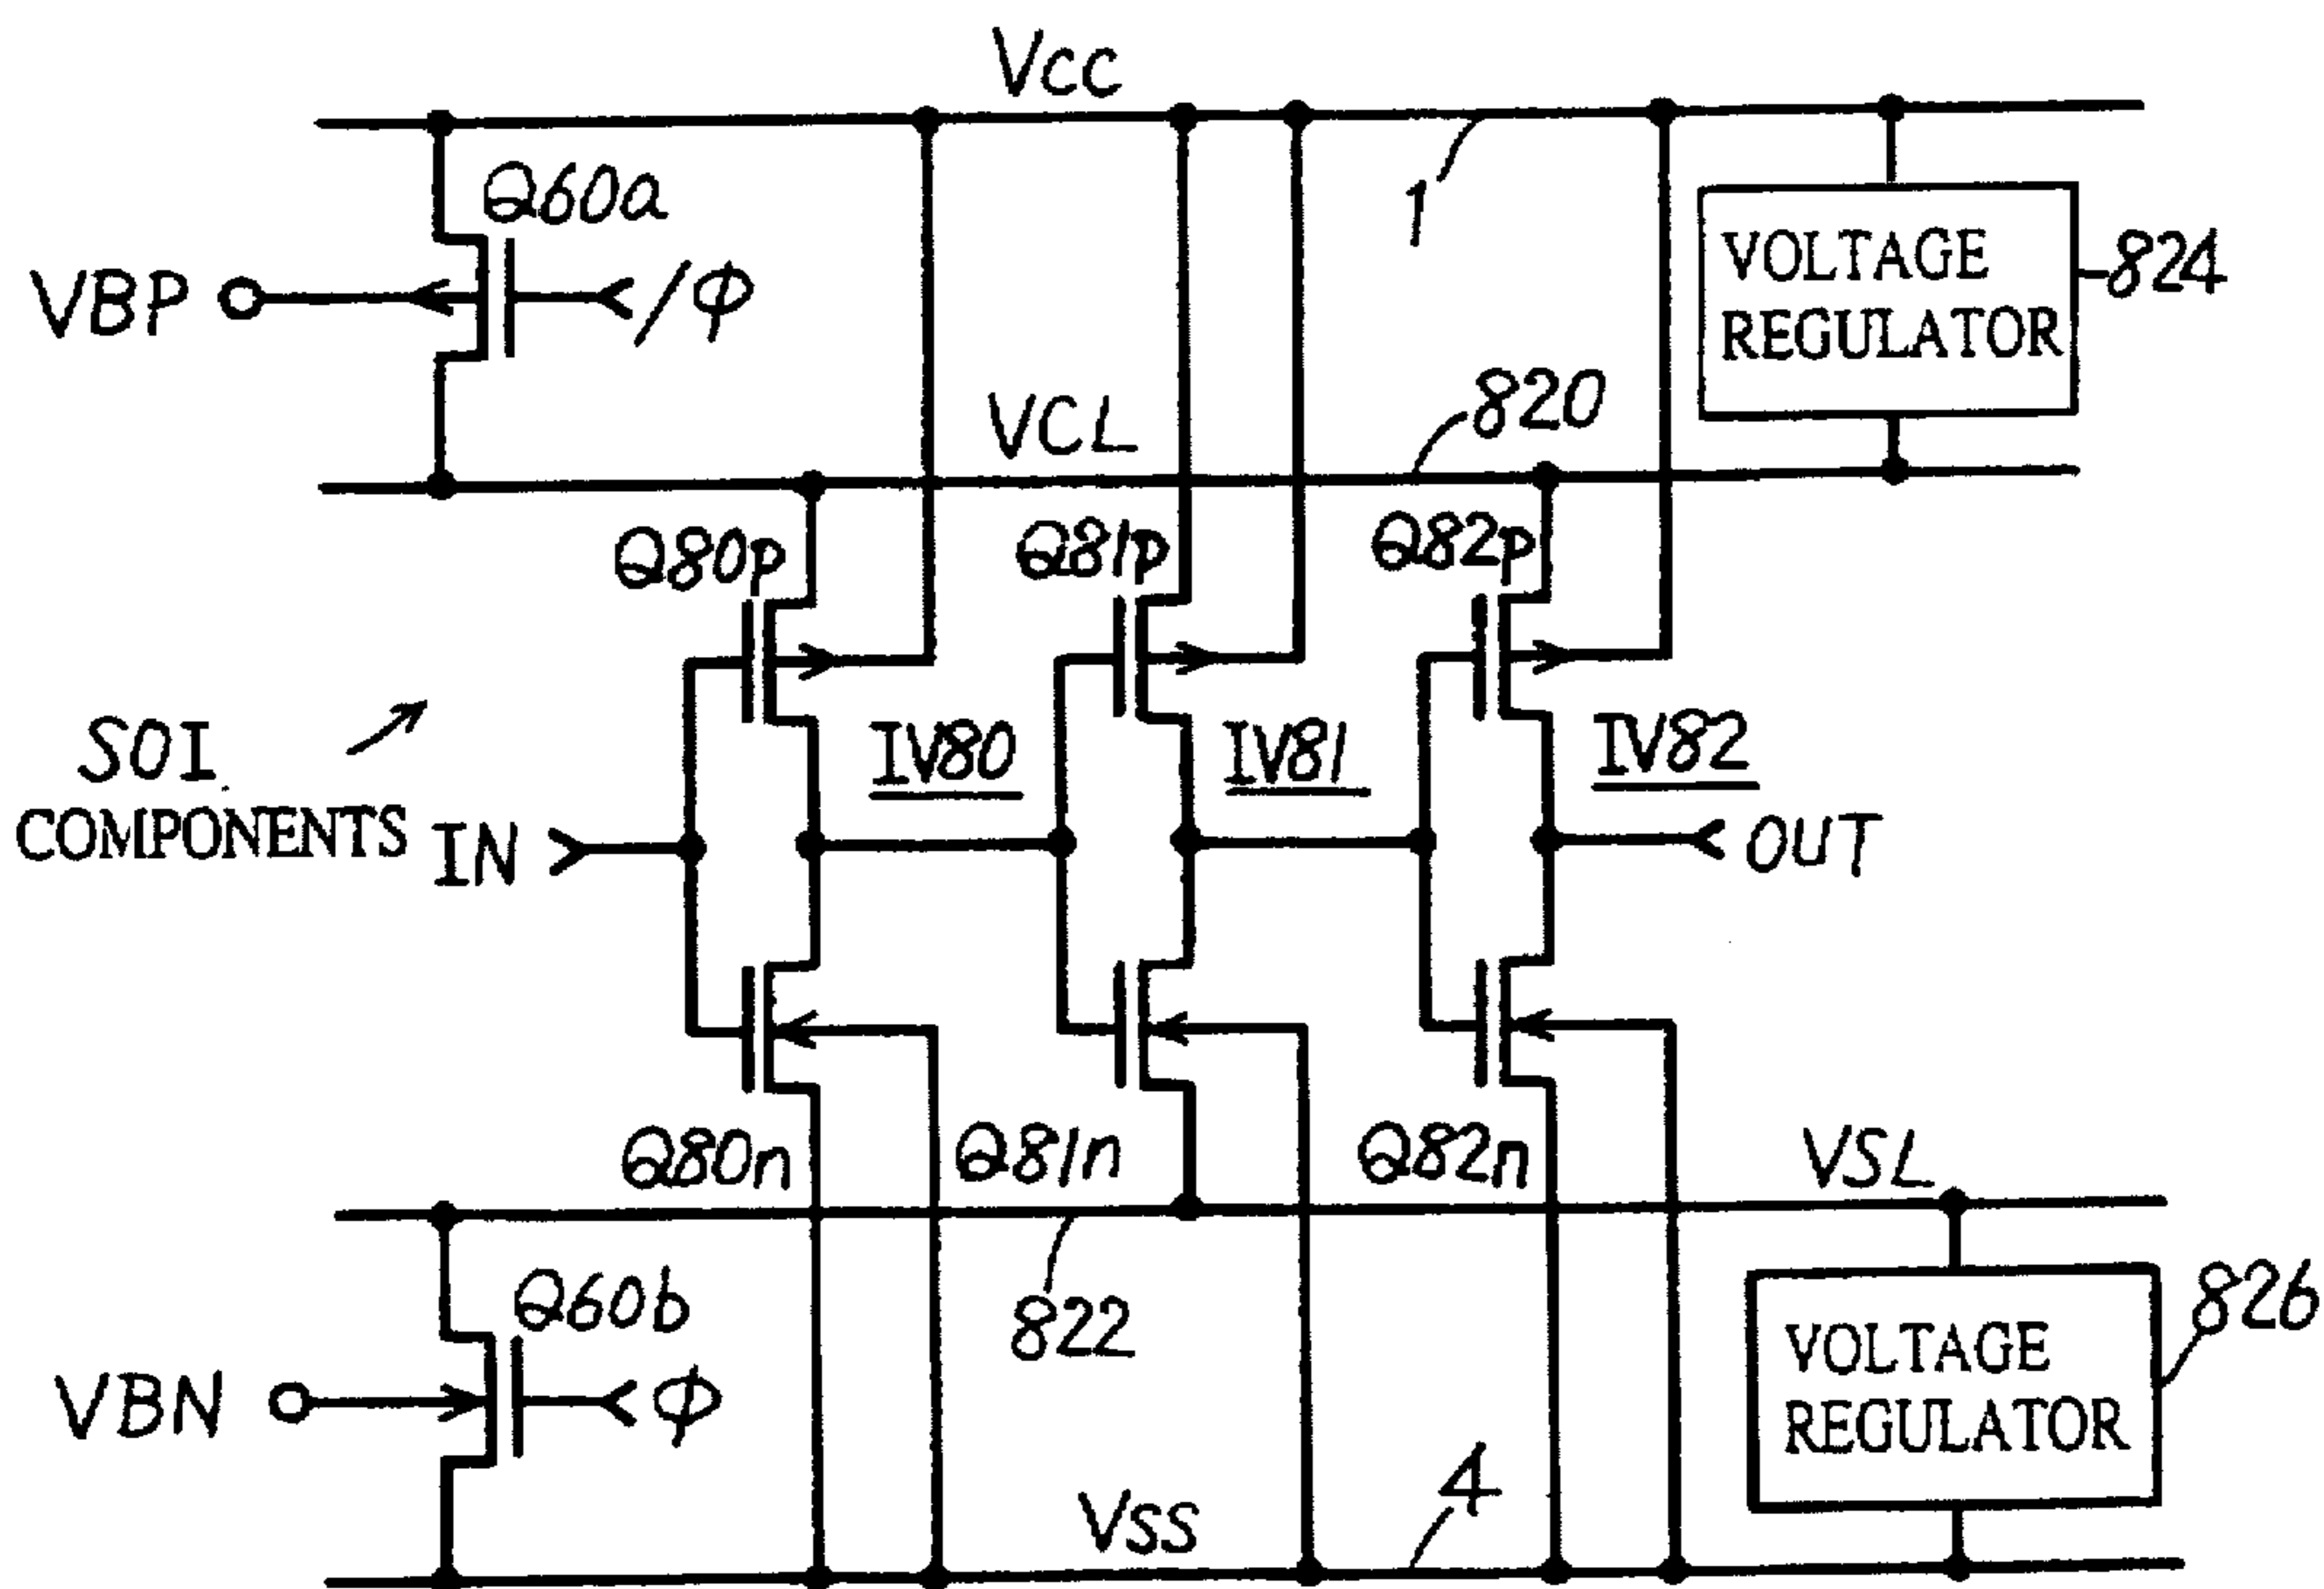 Vcc
Q60a
1
VOLTAGE
REGULATOR
824
VBP
/Φ
VCL
820
Q80p
Q81p
Q82p
SOI
COMPONENTS
IV80
IV81
IV82
IN
OUT
Q80n
Q81n
Q82n
VSL
Q60b
822
826
VOLTAGE
REGULATOR
VBN
Φ
Vss
4